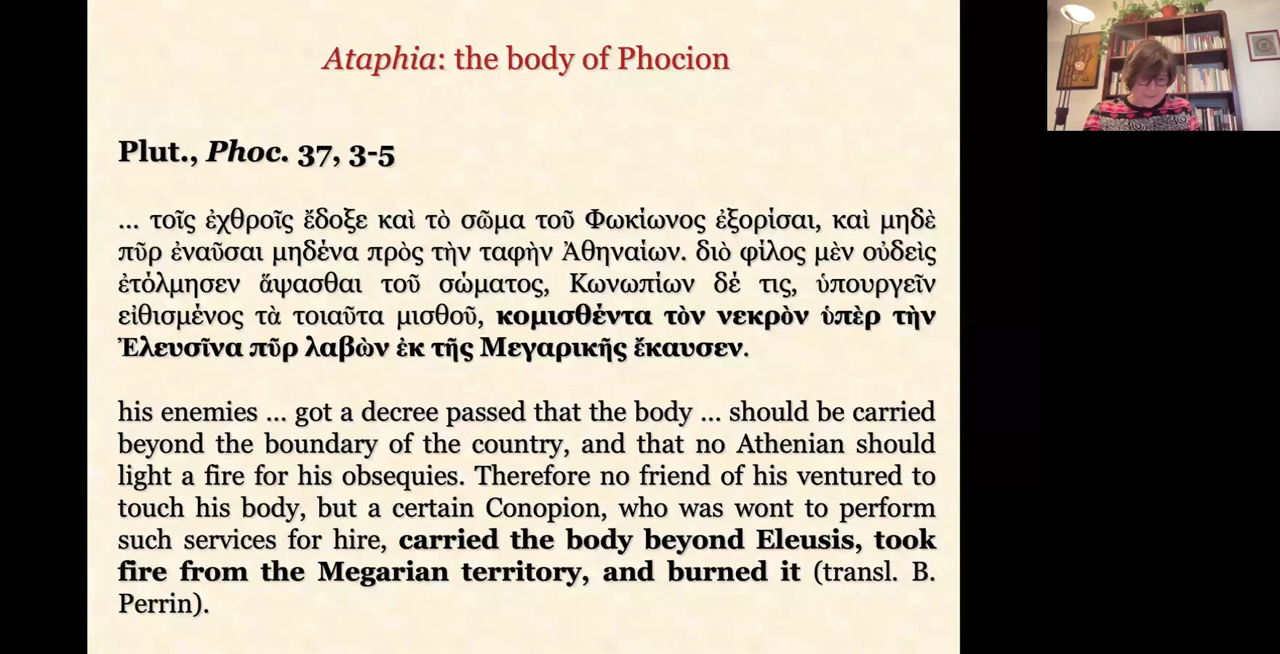 Ataphia: the body of Phocion
Plut., Phoc. 37, 3-5
... τοῖς ἐχθροῖς ἔδοξε καὶ τὸ σῶμα τοῦ Φωκίωνος ἐξορίσαι, καὶ μηδὲ
πῦρ ἐναῦσαι μηδένα πρὸς τὴν ταφὴν Ἀθηναίων. διὸ φίλος μὲν οὐδεὶς
ἐτόλμησεν ἅψασθαι τοῦ σώματος, Κωνωπίων δέ τις, ὑπουργεῖν
εἰθισμένος τὰ τοιαῦτα μισθοῦ, κομισθέντα τὸν νεκρὸν ὑπὲρ τὴν
Ἐλευσῖνα πῦρ λαβὼν ἐκ τῆς Μεγαρικῆς ἔκαυσεν.
his enemies ... got a decree passed that the body ... should be carried
beyond the boundary of the country, and that no Athenian should
light a fire for his obsequies. Therefore no friend of his ventured to
touch his body, but a certain Conopion, who was wont to perform
such services for hire, carried the body beyond Eleusis, took
fire from the Megarian territory, and burned it (transl. B.
Perrin).